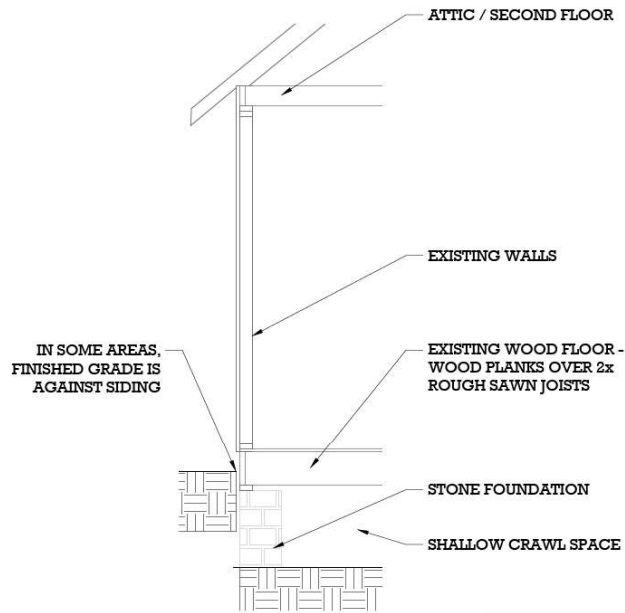 ATTIC / SECOND FLOOR
EXISTING WALLS
IN SOME AREAS,
FINISHED GRADE IS
AGAINST SIDING
EXISTING WOOD FLOOR -
WOOD PLANKS OVER 2x
ROUGH SAWN JOISTS
STONE FOUNDATION
SHALLOW CRAWL SPACE